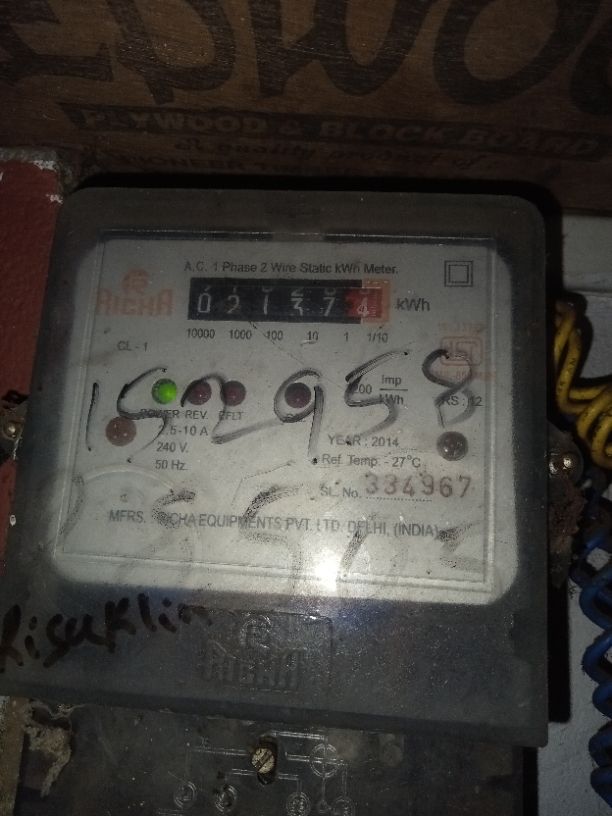 PLYWOOD & BLOCK BOARD
A.C. 1 Phase 2 Wire Static kWh Meter.
RICHA
021374 kWh
10000 1000 100 10 1 1/10
CL - 1
152958
Imp
kWh
POWER REV. EFLT
2.5-10 A
240 V.
50 Hz.
YEAR : 2014
Ref. Temp. - 27°C
SL. No. 334967
MFRS. RICHA EQUIPMENTS PVT. LTD. DELHI, (INDIA)
RICHA